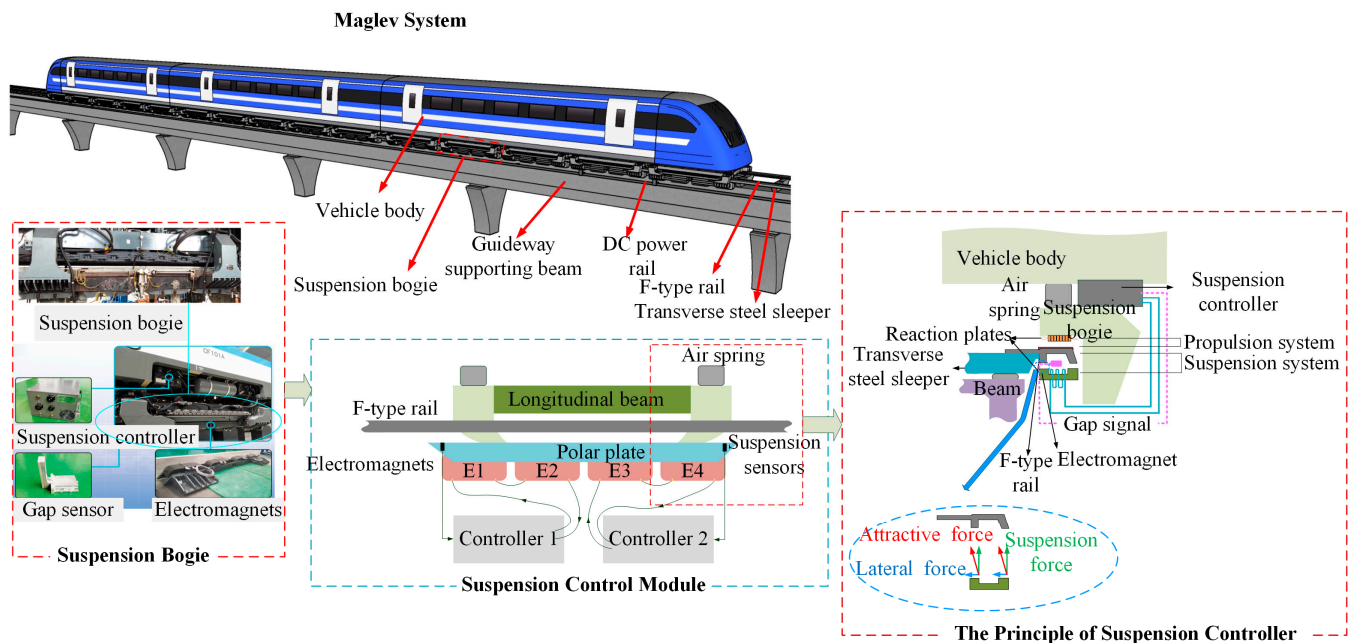 Maglev System
Vehicle body
Suspension bogie
Guideway
supporting beam
DC power
rail
F-type rail
Transverse steel sleeper
Suspension bogie
QF101A
Suspension controller
Gap sensor
Electromagnets
Suspension Bogie
Air spring
Longitudinal beam
F-type rail
Polar plate
Suspension
sensors
Electromagnets
E1
E2
E3
E4
Controller 1
Controller 2
Suspension Control Module
Vehicle body
Air
spring
Suspension
bogie
Suspension
controller
Reaction plates
Propulsion system
Transverse
steel sleeper
Suspension system
Beam
Gap signal
F-type
rail
Electromagnet
Attractive force
Suspension
force
Lateral force
The Principle of Suspension Controller